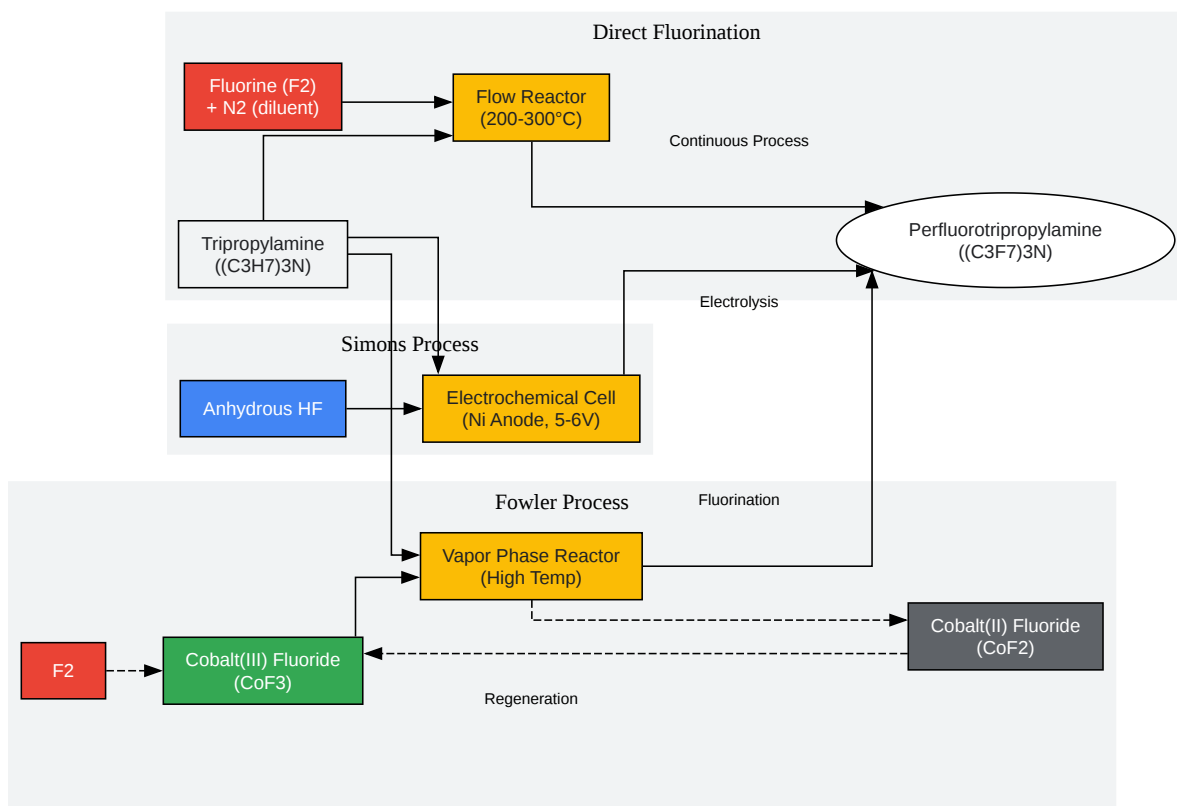 Direct Fluorination
Fluorine (F2)
+ N2 (diluent)
Flow Reactor
(200-300°C)
Continuous Process
Tripropylamine
((C3H7)3N)
Perfluorotripropylamine
((C3F7)3N)
Electrolysis
Simons Process
Anhydrous HF
Electrochemical Cell
(Ni Anode, 5-6V)
Fowler Process
Fluorination
Vapor Phase Reactor
(High Temp)
Cobalt(II) Fluoride
(CoF2)
F2
Cobalt(III) Fluoride
(CoF3)
Regeneration